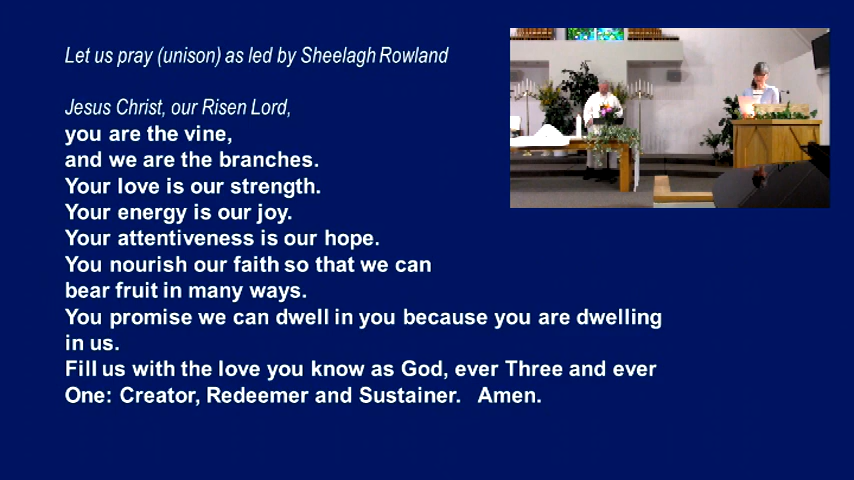 Let us pray (unison) as led by Sheelagh Rowland
Jesus Christ, our Risen Lord,
you are the vine,
and we are the branches.
Your love is our strength.
Your energy is our joy.
Your attentiveness is our hope.
You nourish our faith so that we can
bear fruit in many ways.
You promise we can dwell in you because you are dwelling
in us.
Fill us with the love you know as God, ever Three and ever
One: Creator, Redeemer and Sustainer. Amen.